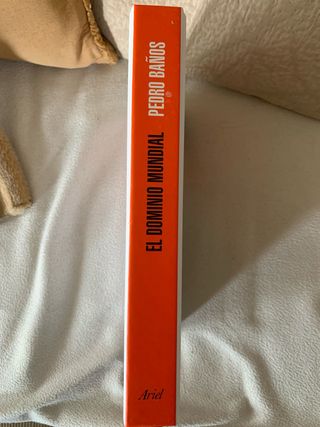 PEDRO BAÑOS
EL DOMINIO MUNDIAL
Ariel